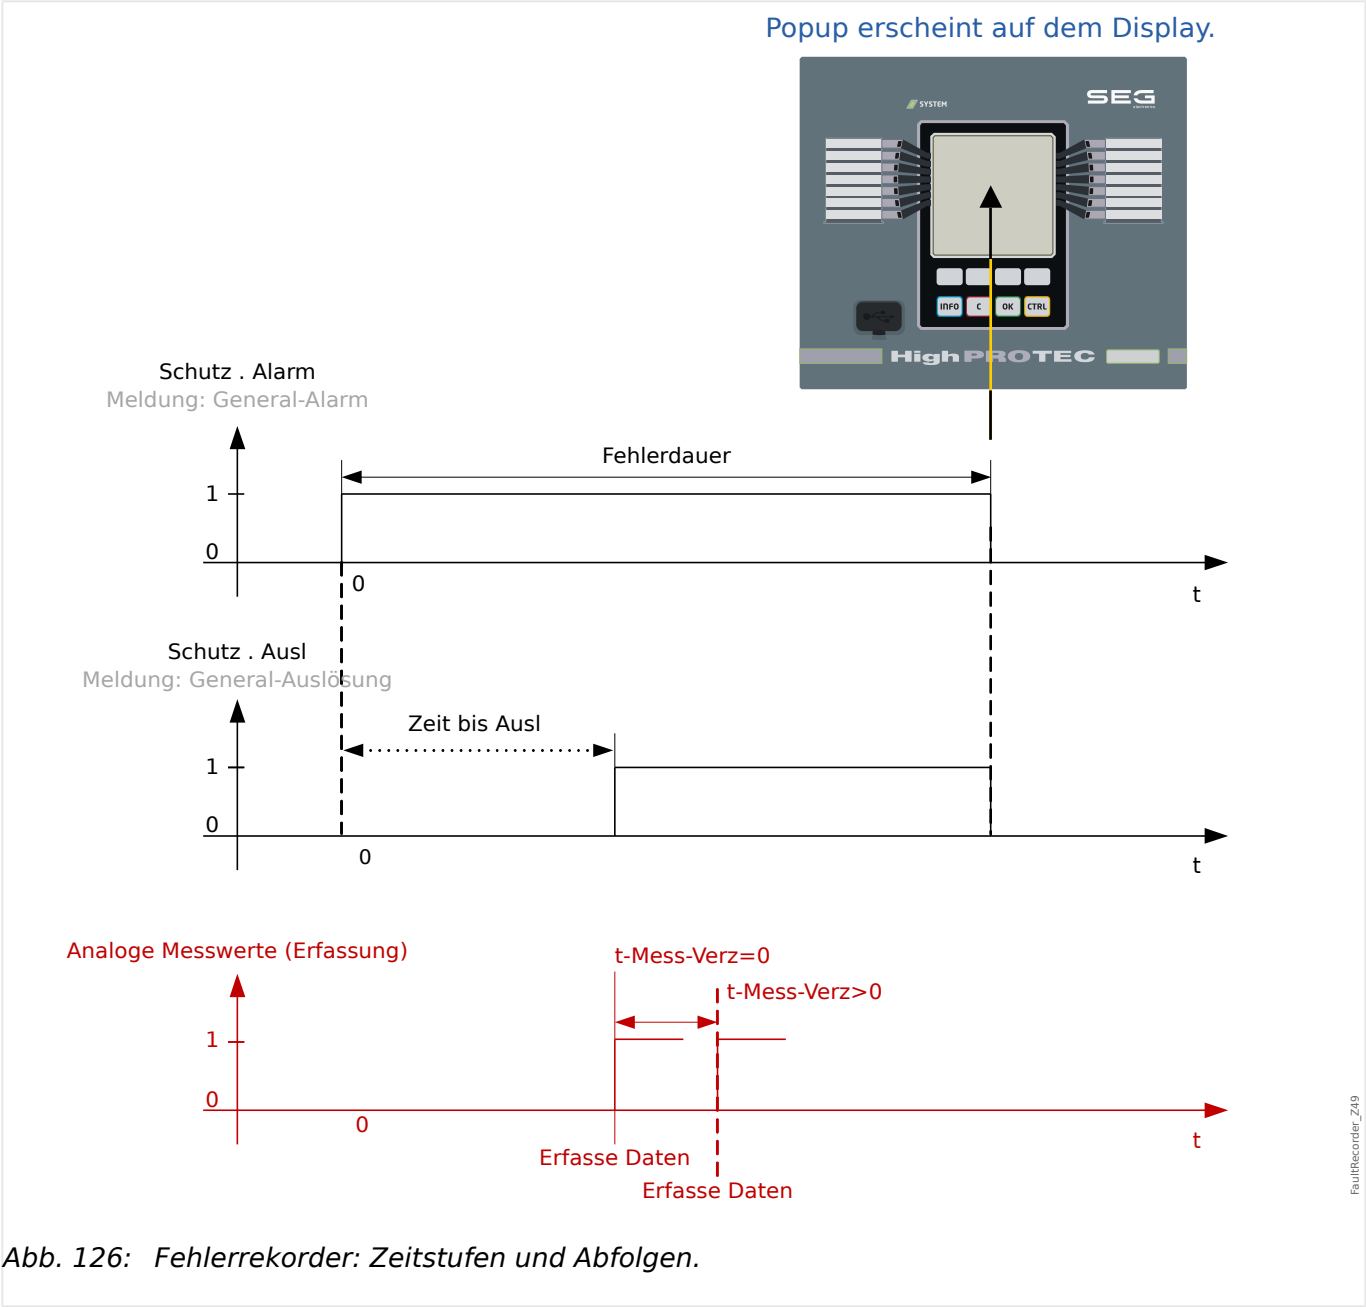 Popup erscheint auf dem Display.
SYSTEM
SEG
INFO C OK CTRL
HighPROTEC
Schutz . Alarm
Meldung: General-Alarm
Fehlerdauer
1
0
0
t
Schutz . Ausl
Meldung: General-Auslösung
Zeit bis Ausl
1
0
0
t
Analoge Messwerte (Erfassung)
t-Mess-Verz=0
t-Mess-Verz>0
1
0
0
t
Erfasse Daten
Erfasse Daten
FaultRecorder_Z49
Abb. 126: Fehlerrekorder: Zeitstufen und Abfolgen.